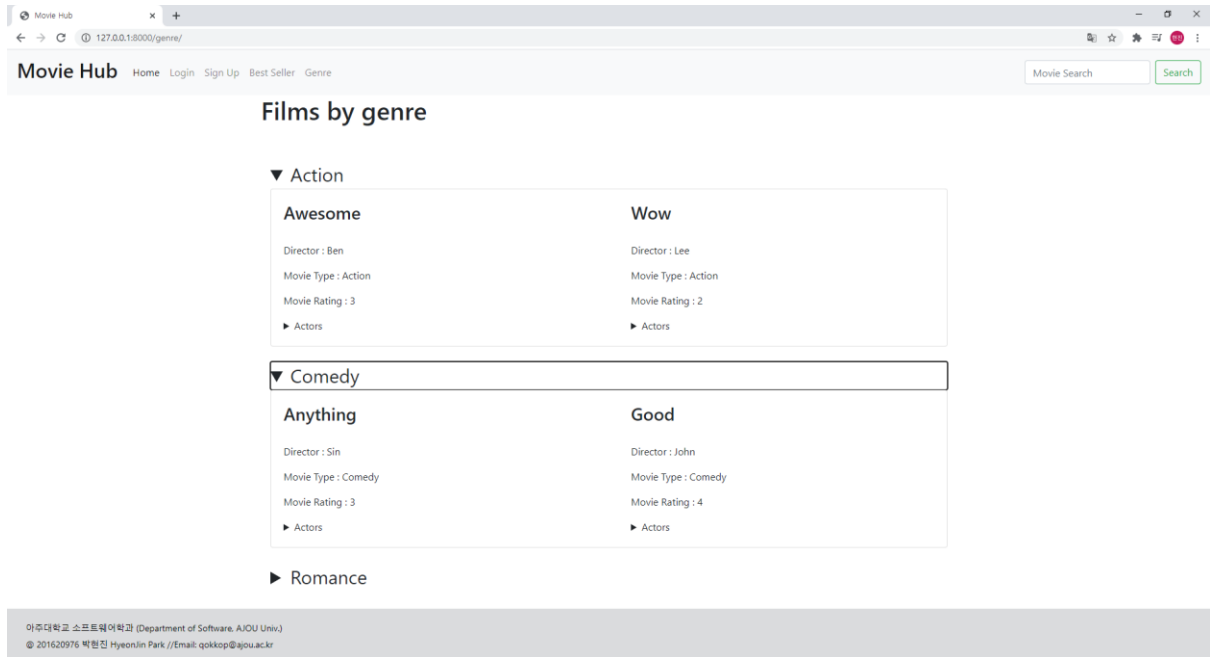 Movie Hub
127.0.0.1:8000/genre/
Movie Hub Home Login Sign Up Best Seller Genre Movie Search Search
Films by genre
Action
Awesome Wow
Director : Ben Director : Lee
Movie Type : Action Movie Type : Action
Movie Rating : 3 Movie Rating : 2
Actors Actors
Comedy
Anything Good
Director : Sin Director : John
Movie Type : Comedy Movie Type : Comedy
Movie Rating : 3 Movie Rating : 4
Actors Actors
Romance
아주대학교 소프트웨어학과 (Department of Software, AJOU Univ.)
@ 201620976 박현진 HyeonJin Park //Email: qokkop@ajou.ac.kr